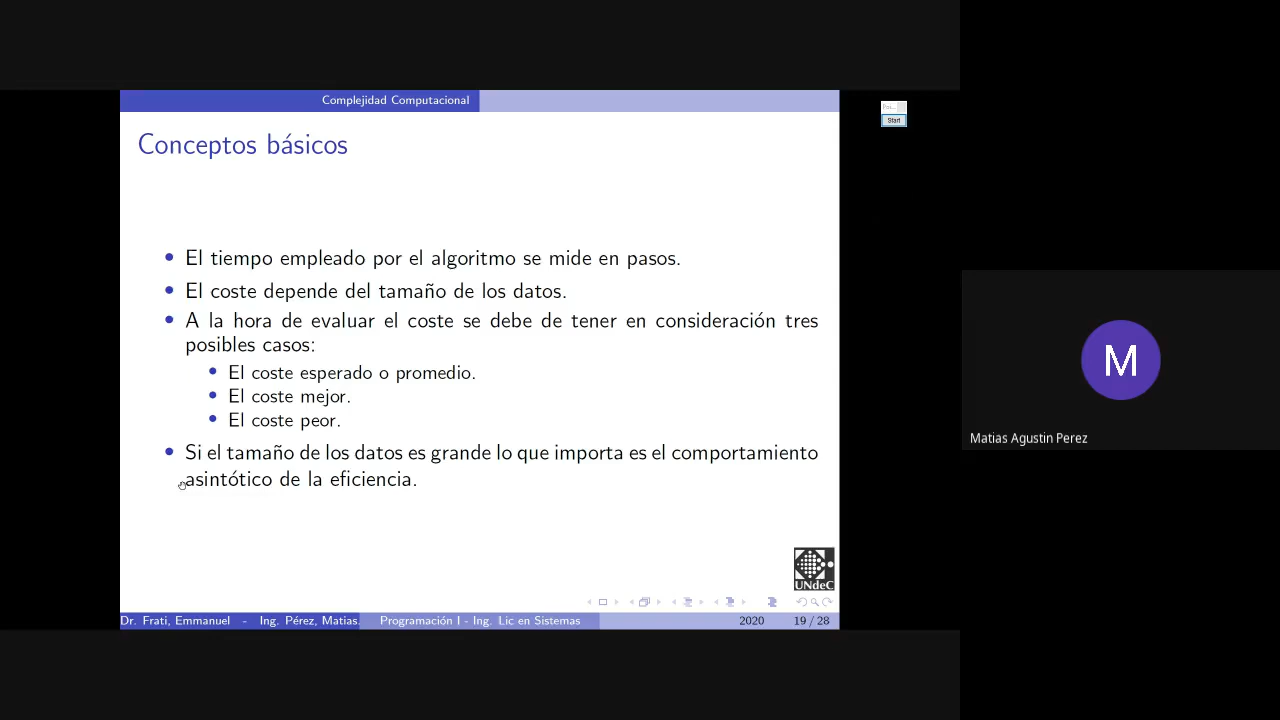 Complejidad Computacional
Conceptos básicos
Start
El tiempo empleado por el algoritmo se mide en pasos.
El coste depende del tamaño de los datos.
A la hora de evaluar el coste se debe de tener en consideración tres
posibles casos:
El coste esperado o promedio.
El coste mejor.
El coste peor.
Si el tamaño de los datos es grande lo que importa es el comportamiento
asintótico de la eficiencia.
M
Matias Agustin Perez
UNdeC
Dr. Frati, Emmanuel - Ing. Pérez, Matias. Programación I - Ing. Lic en Sistemas 2020 19 / 28